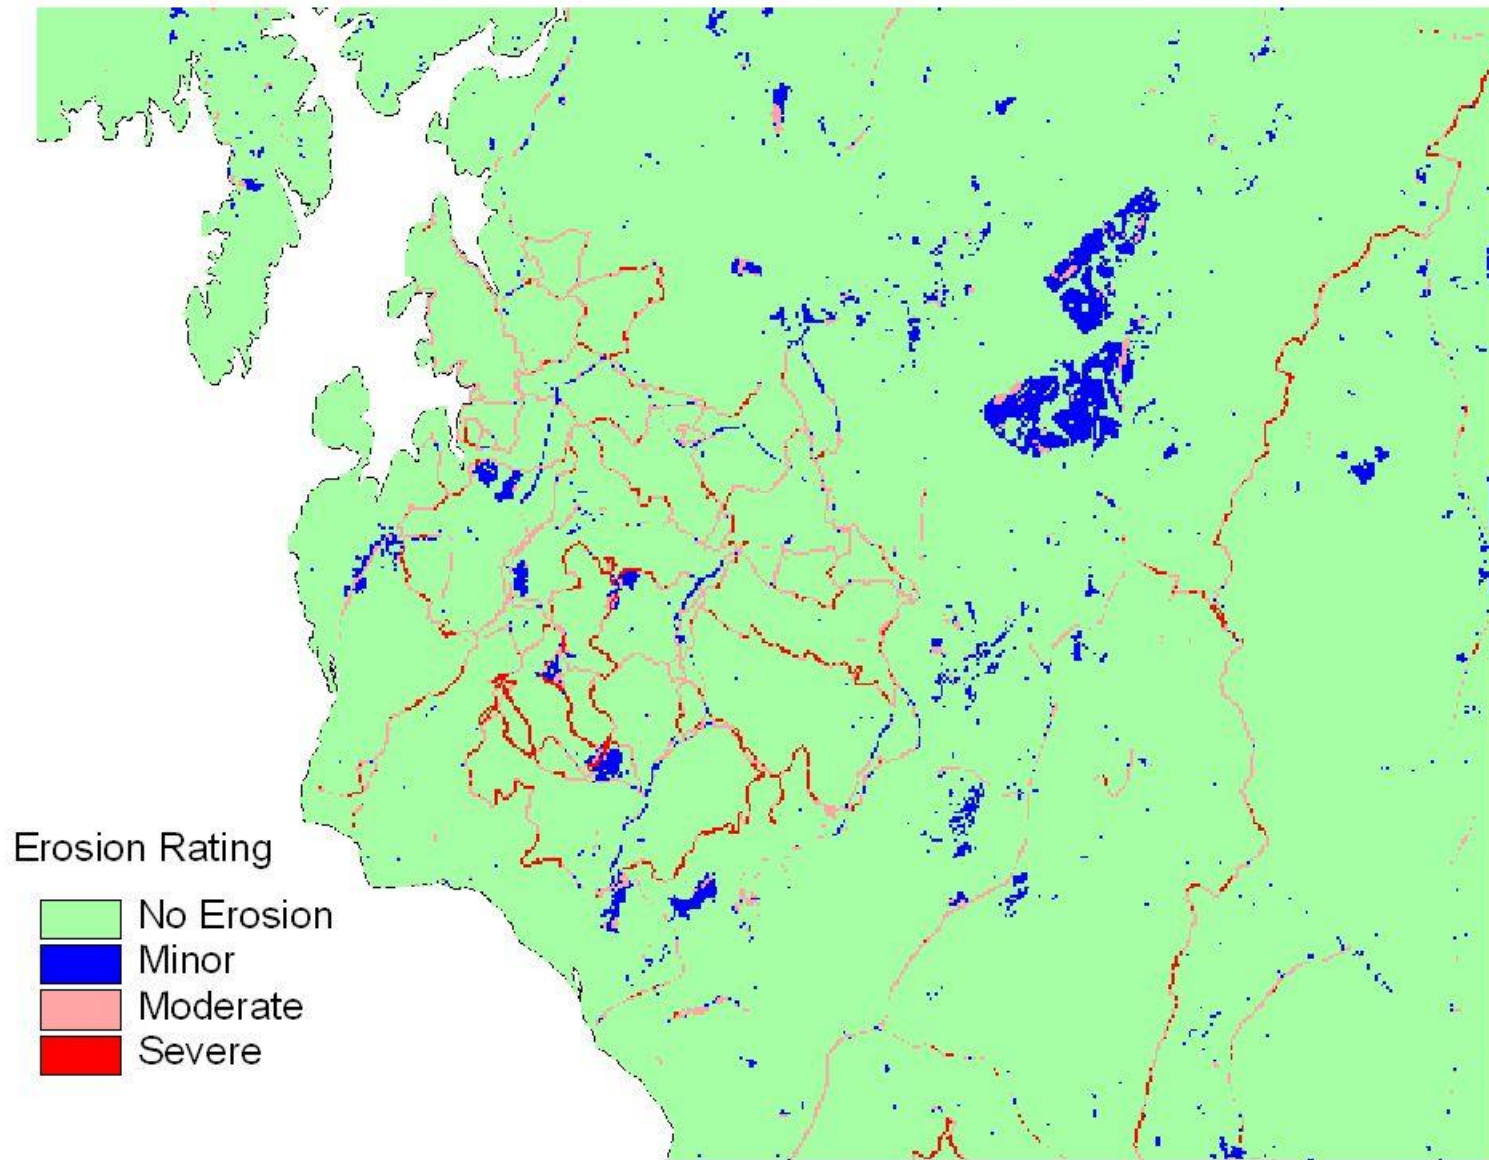 Erosion Rating
No Erosion
Minor
Moderate
Severe